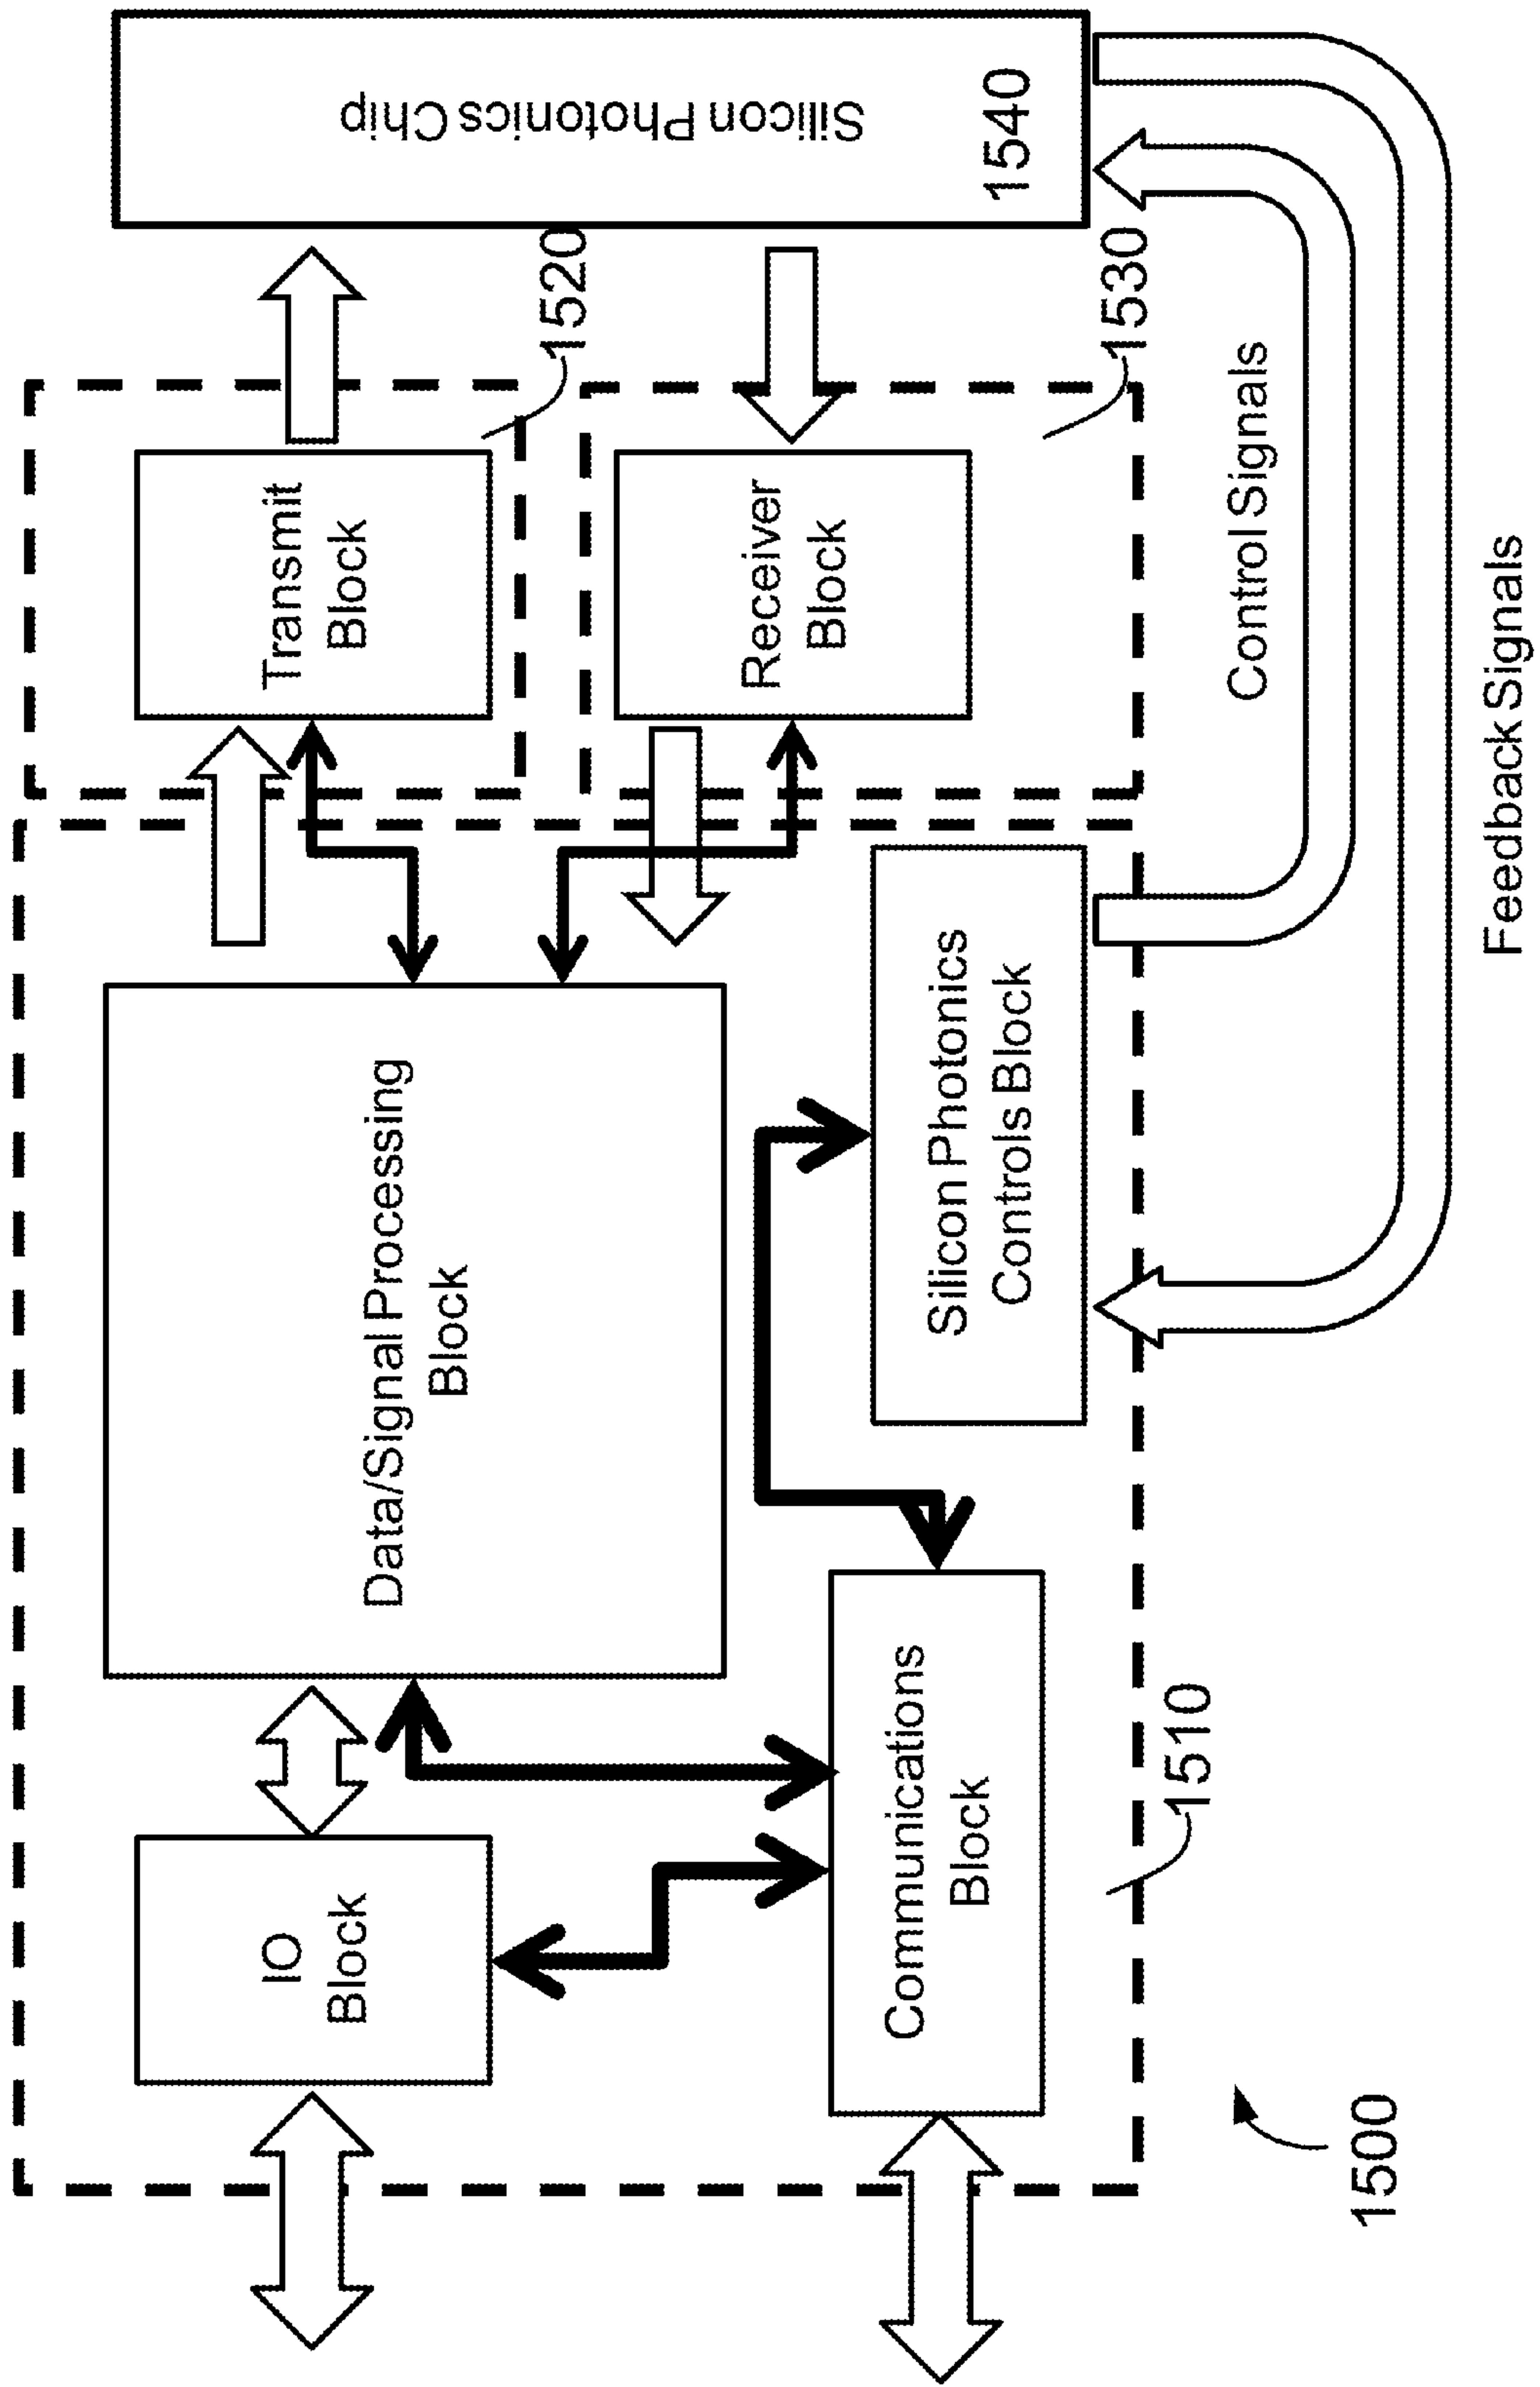 IO
Block
Data/Signal Processing
Block
Transmit
Block
1520
Silicon Photonics Chip
1540
Receiver
Block
1530
Communications
Block
Silicon Photonics
Controls Block
1510
Control Signals
Feedback Signals
1500